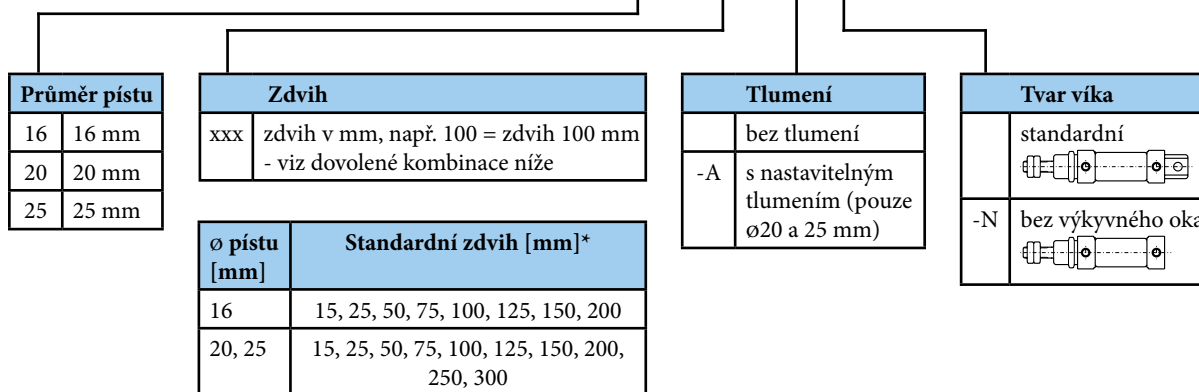 Průměr pístu
16 16 mm
20 20 mm
25 25 mm
Zdvih
xxx zdvih v mm, např. 100 = zdvih 100 mm
- viz dovolené kombinace níže
ø pístu
[mm]
Standardní zdvih [mm]*
16 15, 25, 50, 75, 100, 125, 150, 200
20, 25 15, 25, 50, 75, 100, 125, 150, 200,
250, 300
Tlumení
bez tlumení
-A s nastavitelným
tlumením (pouze
ø20 a 25 mm)
Tvar víka
standardní
-N bez výkyvného oka